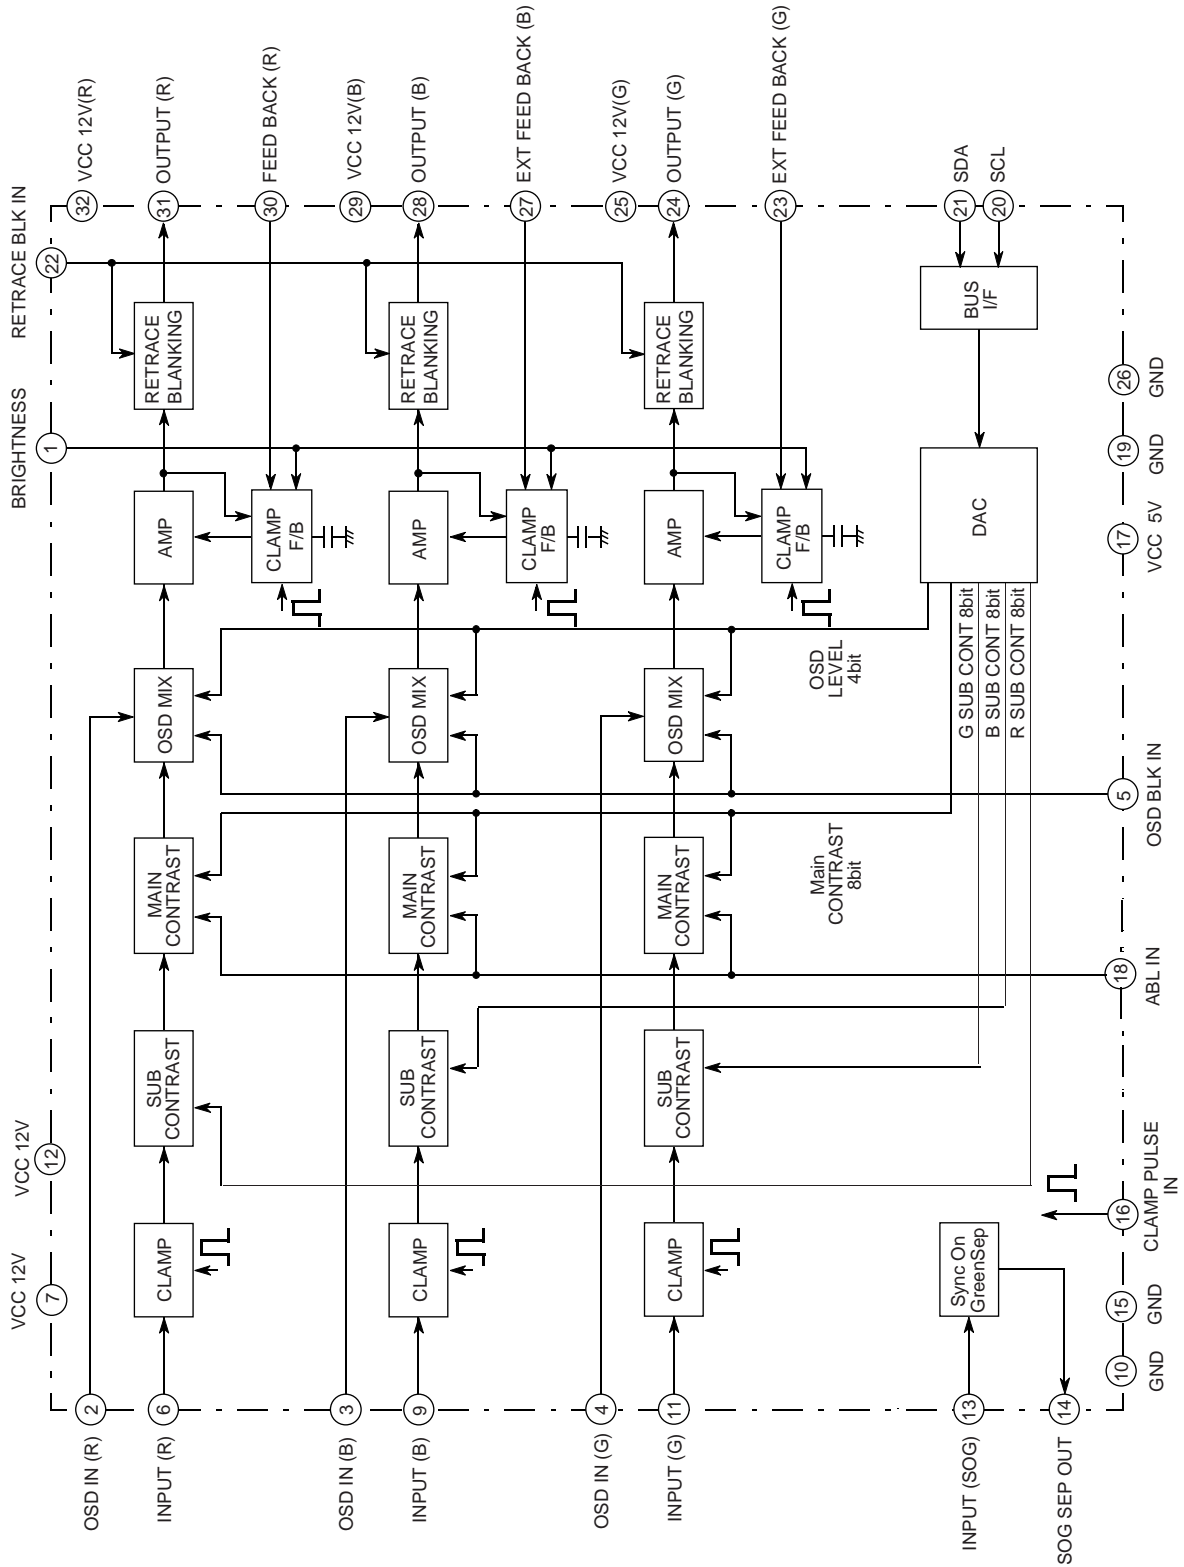 BRIGHTNESS
1
RETRACE BLK IN
22
VCC 12V
7
VCC 12V
12
OSD IN (R)
2
INPUT (R)
6
CLAMP
SUB
CONTRAST
MAIN
CONTRAST
OSD MIX
AMP
RETRACE
BLANKING
CLAMP
F/B
32
VCC 12V(R)
31
OUTPUT (R)
30
FEED BACK (R)
OSD IN (B)
3
INPUT (B)
9
CLAMP
SUB
CONTRAST
MAIN
CONTRAST
OSD MIX
AMP
RETRACE
BLANKING
CLAMP
F/B
29
VCC 12V(B)
28
OUTPUT (B)
27
EXT FEED BACK (B)
OSD IN (G)
4
INPUT (G)
11
CLAMP
SUB
CONTRAST
MAIN
CONTRAST
OSD MIX
AMP
RETRACE
BLANKING
CLAMP
F/B
25
VCC 12V(G)
24
OUTPUT (G)
23
EXT FEED BACK (G)
Main
CONTRAST
8bit
OSD
LEVEL
4bit
G SUB CONT 8bit
B SUB CONT 8bit
R SUB CONT 8bit
DAC
BUS
I/F
21
SDA
20
SCL
INPUT (SOG)
13
Sync On
GreenSep
SOG SEP OUT
14
10
GND
15
GND
16
CLAMP PULSE
IN
18
ABL IN
5
OSD BLK IN
17
VCC 5V
19
GND
26
GND